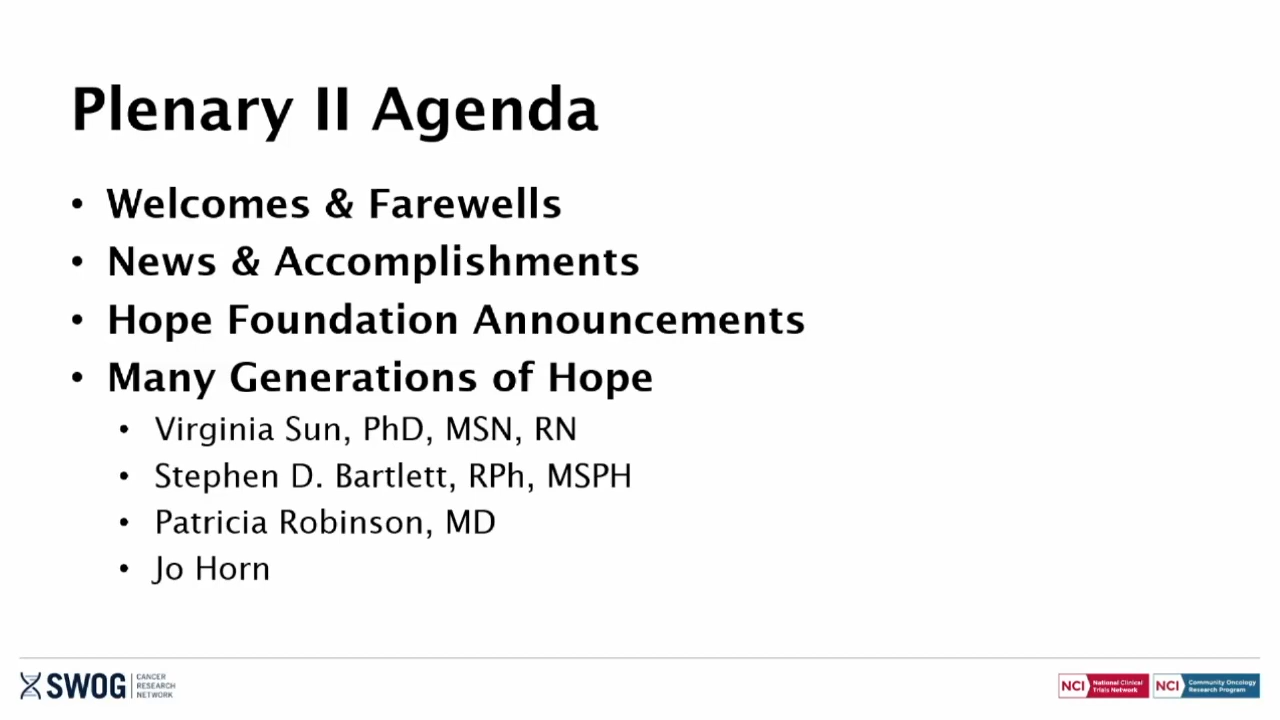 Plenary II Agenda
• Welcomes & Farewells
• News & Accomplishments
• Hope Foundation Announcements
• Many Generations of Hope
• Virginia Sun, PhD, MSN, RN
• Stephen D. Bartlett, RPh, MSPH
• Patricia Robinson, MD
• Jo Horn
SWOG
CANCER
RESEARCH
NETWORK
NCI
National Clinical
Trials Network
NCI
Community Oncology
Research Program